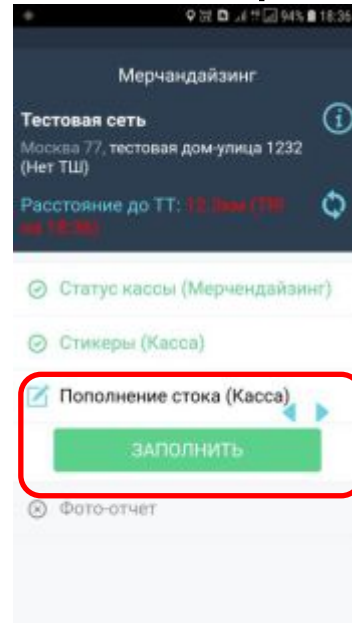 94% 18:36
Мерчандайзинг
Тестовая сеть
Москва 77, тестовая дом-улица 1232
(Нет ТШ)
Расстояние до ТТ:
Статус кассы (Мерчендайзинг)
Стикеры (Касса)
Пополнение стока (Касса)
ЗАПОЛНИТЬ
Фото-отчет